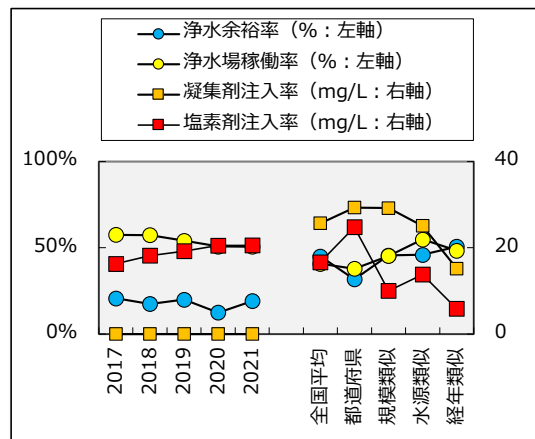 浄水余裕率（%：左軸）
浄水場稼働率（%：左軸）
凝集剤注入率（mg/L：右軸）
塩素剤注入率（mg/L：右軸）
100%
50%
0%
40
20
0
2017
2018
2019
2020
2021
全国平均
都道府県
規模類似
水源類似
経年類似